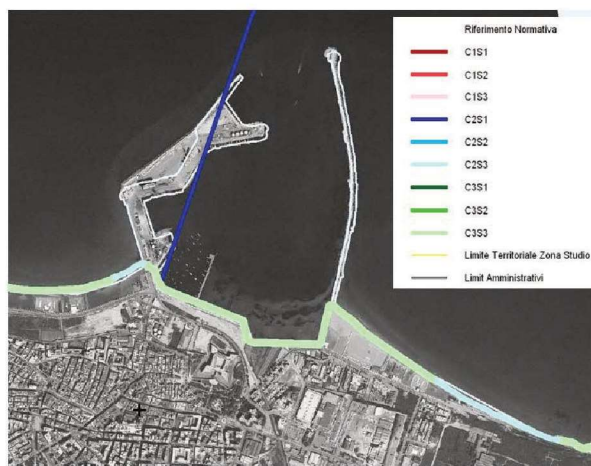 Riferimento Normativa
C1S1
C1S2
C1S3
C2S1
C2S2
C2S3
C3S1
C3S2
C3S3
Limite Territoriale Zona Studio
Limit Amministrativi